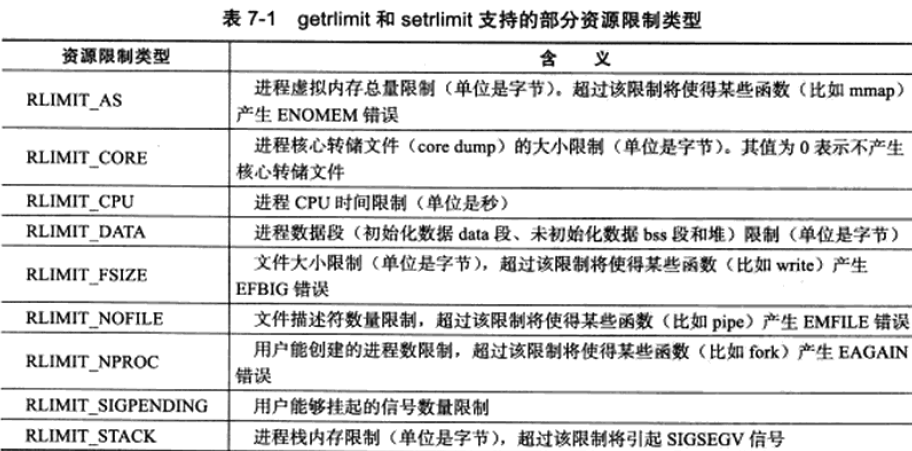 表 7-1 getrlimit 和 setrlimit 支持的部分资源限制类型
资源限制类型 含 义
RLIMIT_AS 进程虚拟内存总量限制（单位是字节）。超过该限制将使得某些函数（比如 mmap）
产生 ENOMEM 错误
RLIMIT_CORE 进程核心转储文件（core dump）的大小限制（单位是字节）。其值为 0 表示不产生
核心转储文件
RLIMIT_CPU 进程 CPU 时间限制（单位是秒）
RLIMIT_DATA 进程数据段（初始化数据 data 段、未初始化数据 bss 段和堆）限制（单位是字节）
RLIMIT_FSIZE 文件大小限制（单位是字节），超过该限制将使得某些函数（比如 write）产生
EFBIG 错误
RLIMIT_NOFILE 文件描述符数量限制，超过该限制将使得某些函数（比如 pipe）产生 EMFILE 错误
RLIMIT_NPROC 用户能创建的进程数限制，超过该限制将使得某些函数（比如 fork）产生 EAGAIN
错误
RLIMIT_SIGPENDING 用户能够挂起的信号数量限制
RLIMIT_STACK 进程栈内存限制（单位是字节），超过该限制将引起 SIGSEGV 信号